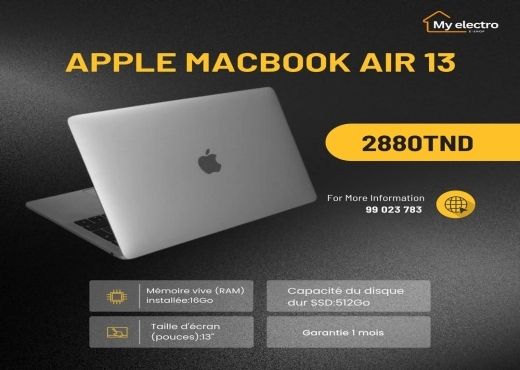 My electro
E-SHOP
APPLE MACBOOK AIR 13
2880TND
For More Information
99 023 783
Mémoire vive (RAM)
installée:16Go
Capacité du disque
dur SSD:512Go
Taille d'écran
(pouces):13"
Garantie 1 mois